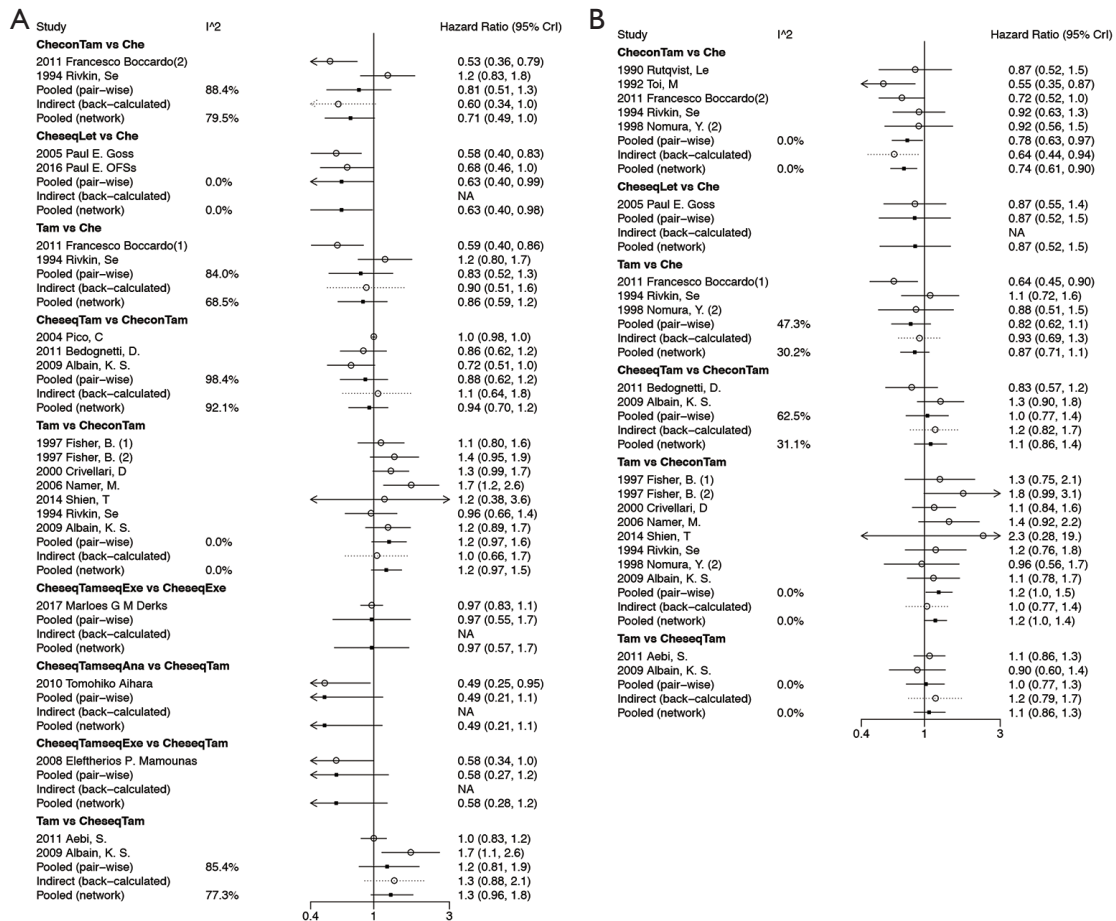 A
Study I^2 Hazard Ratio (95% CrI)
CheconTam vs Che
2011 Francesco Boccardo(2) 0.53 (0.36, 0.79)
1994 Rivkin, Se 1.2 (0.83, 1.8)
Pooled (pair−wise) 88.4% 0.81 (0.51, 1.3)
Indirect (back−calculated) 0.60 (0.34, 1.0)
Pooled (network) 79.5% 0.71 (0.49, 1.0)
CheseqLet vs Che
2005 Paul E. Goss 0.58 (0.40, 0.83)
2016 Paul E. OFSs 0.68 (0.46, 1.0)
Pooled (pair−wise) 0.0% 0.63 (0.40, 0.99)
Indirect (back−calculated) NA
Pooled (network) 0.0% 0.63 (0.40, 0.98)
Tam vs Che
2011 Francesco Boccardo(1) 0.59 (0.40, 0.86)
1994 Rivkin, Se 1.2 (0.80, 1.7)
Pooled (pair−wise) 84.0% 0.83 (0.52, 1.3)
Indirect (back−calculated) 0.90 (0.51, 1.6)
Pooled (network) 68.5% 0.86 (0.59, 1.2)
CheseqTam vs CheconTam
2004 Pico, C 1.0 (0.98, 1.0)
2011 Bedognetti, D. 0.86 (0.62, 1.2)
2009 Albain, K. S. 0.72 (0.51, 1.0)
Pooled (pair−wise) 98.4% 0.88 (0.62, 1.2)
Indirect (back−calculated) 1.1 (0.64, 1.8)
Pooled (network) 92.1% 0.94 (0.70, 1.2)
Tam vs CheconTam
1997 Fisher, B. (1) 1.1 (0.80, 1.6)
1997 Fisher, B. (2) 1.4 (0.95, 1.9)
2000 Crivellari, D 1.3 (0.99, 1.7)
2006 Namer, M. 1.7 (1.2, 2.6)
2014 Shien, T 1.2 (0.38, 3.6)
1994 Rivkin, Se 0.96 (0.66, 1.4)
2009 Albain, K. S. 1.2 (0.89, 1.7)
Pooled (pair−wise) 0.0% 1.2 (0.97, 1.6)
Indirect (back−calculated) 1.0 (0.66, 1.7)
Pooled (network) 0.0% 1.2 (0.97, 1.5)
CheseqTamseqExe vs CheseqExe
2017 Marloes G M Derks 0.97 (0.83, 1.1)
Pooled (pair−wise) 0.97 (0.55, 1.7)
Indirect (back−calculated) NA
Pooled (network) 0.97 (0.57, 1.7)
CheseqTamseqAna vs CheseqTam
2010 Tomohiko Aihara 0.49 (0.25, 0.95)
Pooled (pair−wise) 0.49 (0.21, 1.1)
Indirect (back−calculated) NA
Pooled (network) 0.49 (0.21, 1.1)
CheseqTamseqExe vs CheseqTam
2008 Eleftherios P. Mamounas 0.58 (0.34, 1.0)
Pooled (pair−wise) 0.58 (0.27, 1.2)
Indirect (back−calculated) NA
Pooled (network) 0.58 (0.28, 1.2)
Tam vs CheseqTam
2011 Aebi, S. 1.0 (0.83, 1.2)
2009 Albain, K. S. 1.7 (1.1, 2.6)
Pooled (pair−wise) 85.4% 1.2 (0.81, 1.9)
Indirect (back−calculated) 1.3 (0.88, 2.1)
Pooled (network) 77.3% 1.3 (0.96, 1.8)
0.4 1 3
B
Study I^2 Hazard Ratio (95% CrI)
CheconTam vs Che
1990 Rutqvist, Le 0.87 (0.52, 1.5)
1992 Toi, M 0.55 (0.35, 0.87)
2011 Francesco Boccardo(2) 0.72 (0.52, 1.0)
1994 Rivkin, Se 0.92 (0.63, 1.3)
1998 Nomura, Y. (2) 0.92 (0.56, 1.5)
Pooled (pair−wise) 0.0% 0.78 (0.63, 0.97)
Indirect (back−calculated) 0.64 (0.44, 0.94)
Pooled (network) 0.0% 0.74 (0.61, 0.90)
CheseqLet vs Che
2005 Paul E. Goss 0.87 (0.55, 1.4)
Pooled (pair−wise) 0.87 (0.52, 1.5)
Indirect (back−calculated) NA
Pooled (network) 0.87 (0.52, 1.5)
Tam vs Che
2011 Francesco Boccardo(1) 0.64 (0.45, 0.90)
1994 Rivkin, Se 1.1 (0.72, 1.6)
1998 Nomura, Y. (2) 0.88 (0.51, 1.5)
Pooled (pair−wise) 47.3% 0.82 (0.62, 1.1)
Indirect (back−calculated) 0.93 (0.69, 1.3)
Pooled (network) 30.2% 0.87 (0.71, 1.1)
CheseqTam vs CheconTam
2011 Bedognetti, D. 0.83 (0.57, 1.2)
2009 Albain, K. S. 1.3 (0.90, 1.8)
Pooled (pair−wise) 62.5% 1.0 (0.77, 1.4)
Indirect (back−calculated) 1.2 (0.82, 1.7)
Pooled (network) 31.1% 1.1 (0.86, 1.4)
Tam vs CheconTam
1997 Fisher, B. (1) 1.3 (0.75, 2.1)
1997 Fisher, B. (2) 1.8 (0.99, 3.1)
2000 Crivellari, D 1.1 (0.84, 1.6)
2006 Namer, M. 1.4 (0.92, 2.2)
2014 Shien, T 2.3 (0.28, 19.)
1994 Rivkin, Se 1.2 (0.76, 1.8)
1998 Nomura, Y. (2) 0.96 (0.56, 1.7)
2009 Albain, K. S. 1.1 (0.78, 1.7)
Pooled (pair−wise) 0.0% 1.2 (1.0, 1.5)
Indirect (back−calculated) 1.0 (0.77, 1.4)
Pooled (network) 0.0% 1.2 (1.0, 1.4)
Tam vs CheseqTam
2011 Aebi, S. 1.1 (0.86, 1.3)
2009 Albain, K. S. 0.90 (0.60, 1.4)
Pooled (pair−wise) 0.0% 1.0 (0.77, 1.3)
Indirect (back−calculated) 1.2 (0.79, 1.7)
Pooled (network) 0.0% 1.1 (0.86, 1.3)
0.4 1 3